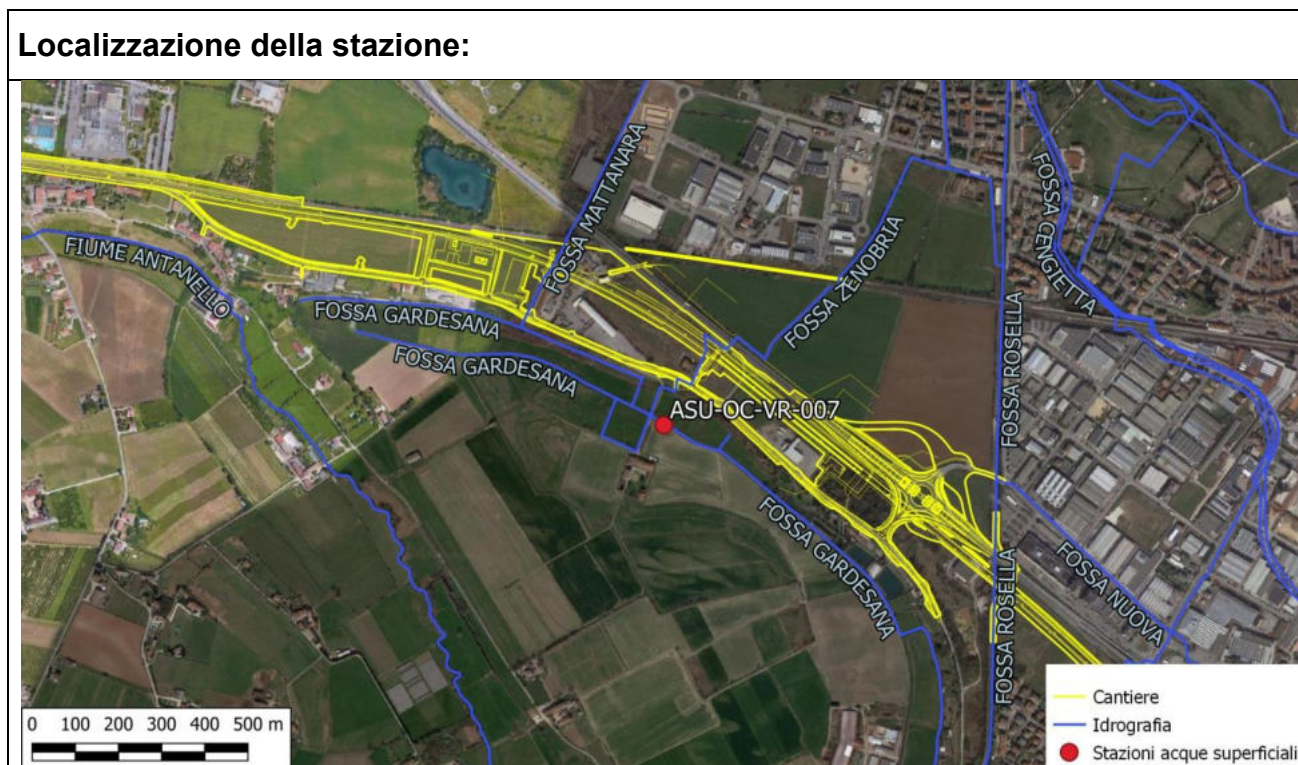 Localizzazione della stazione:
FOSSA MATTANARA
FOSSA CENGIETTA
FOSSA ZENOBRIA
FIUME ANTANELLO
FOSSA GARDESANA
FOSSA GARDESANA
FOSSA ROSELLA
ASU-OC-VR-007
FOSSA GARDESANA
FOSSA ROSELLA
FOSSA NUOVA
Cantiere
Idrografia
Stazioni acque superficiali
0 100 200 300 400 500 m